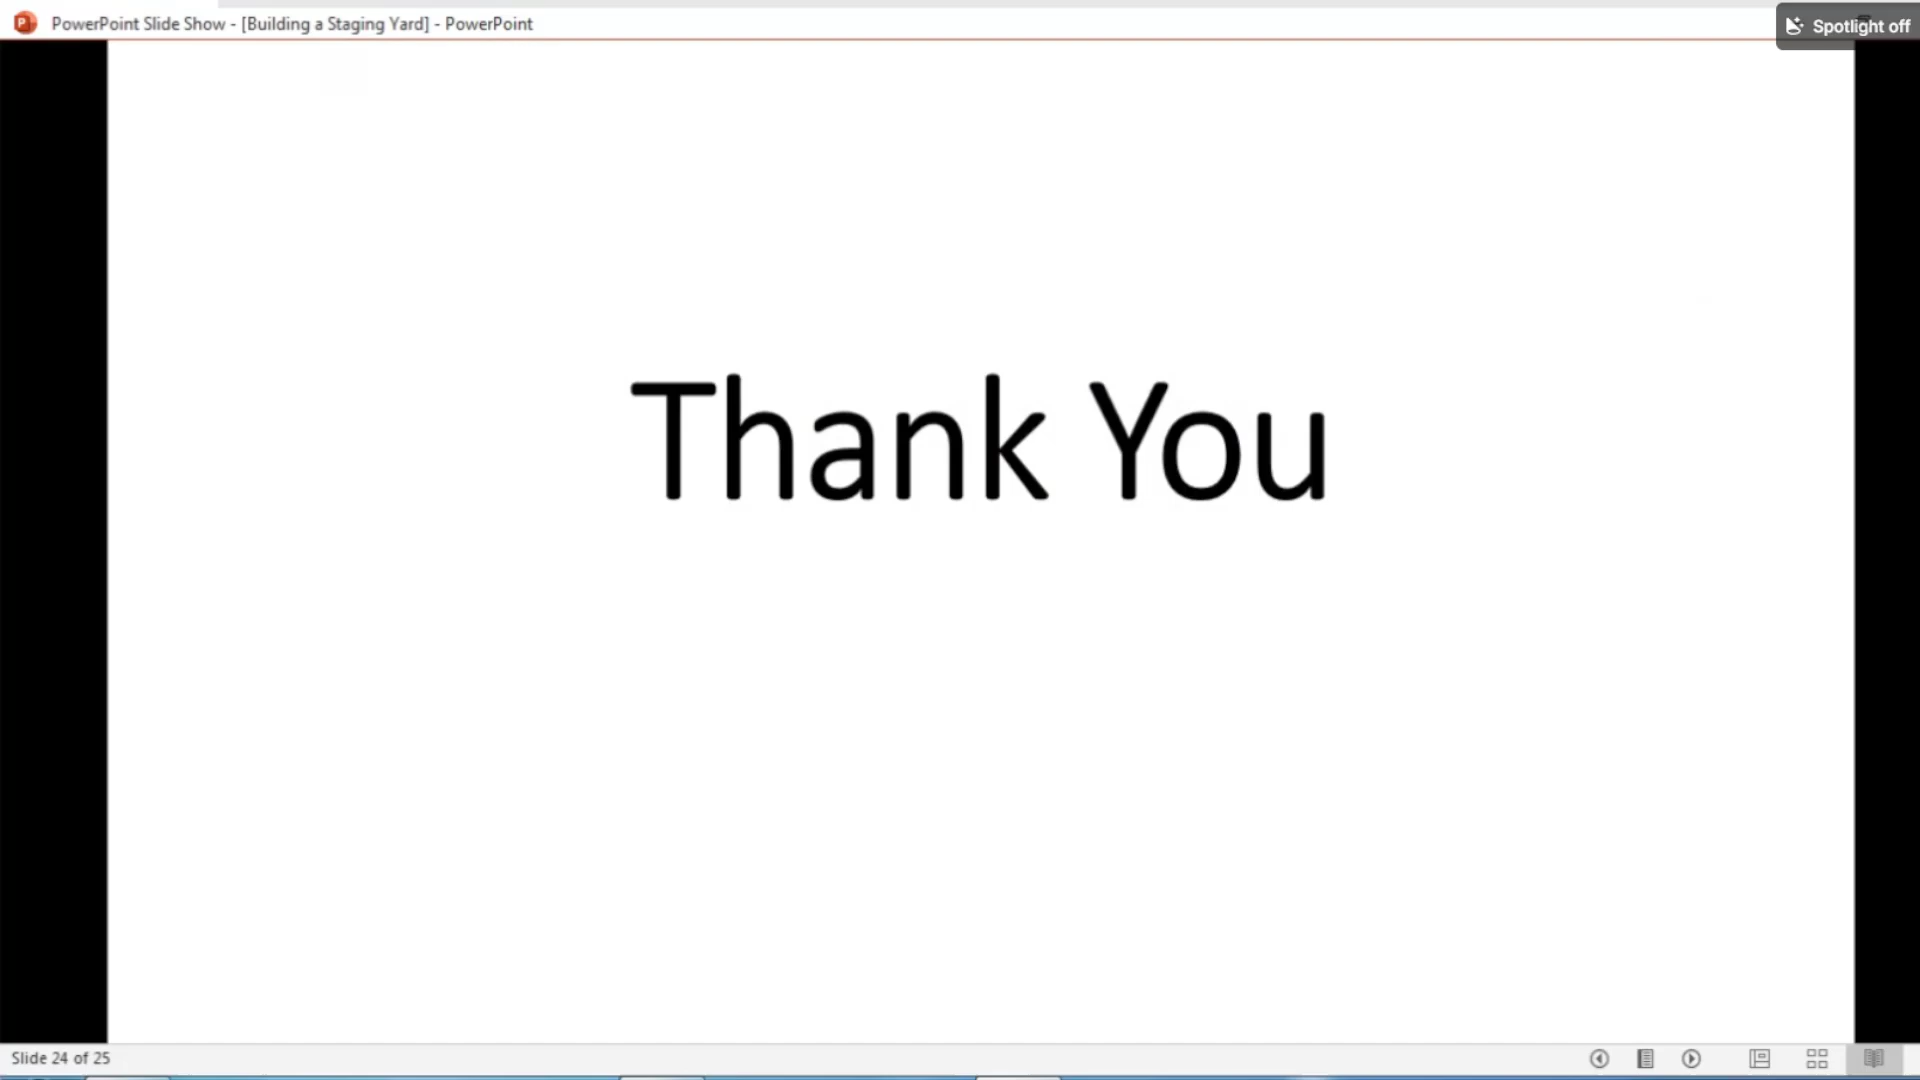 PowerPoint Slide Show - [Building a Staging Yard] - PowerPoint
Spotlight off
Thank You
Slide 24 of 25